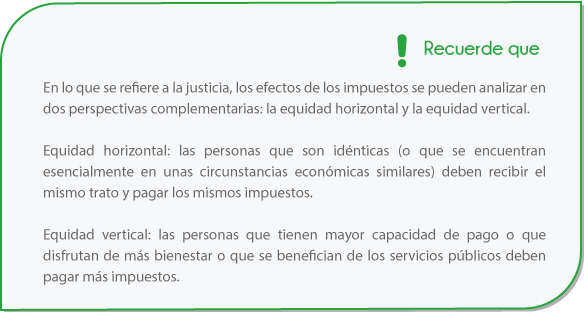 ! Recuerde que
En lo que se refiere a la justicia, los efectos de los impuestos se pueden analizar en
dos perspectivas complementarias: la equidad horizontal y la equidad vertical.
Equidad horizontal: las personas que son idénticas (o que se encuentran
esencialmente en unas circunstancias económicas similares) deben recibir el
mismo trato y pagar los mismos impuestos.
Equidad vertical: las personas que tienen mayor capacidad de pago o que
disfrutan de más bienestar o que se benefician de los servicios públicos deben
pagar más impuestos.